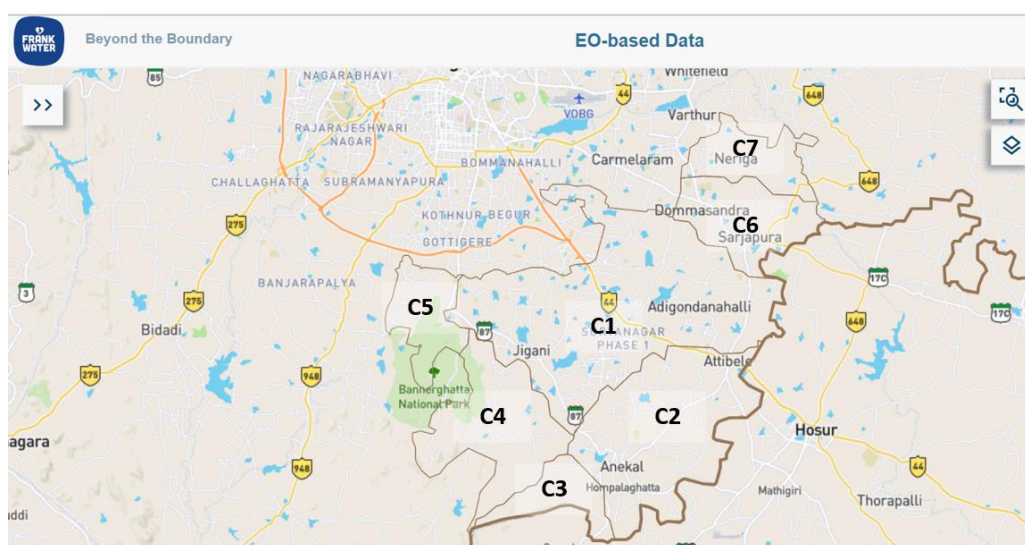 FRANK
WATER
Beyond the Boundary
EO-based Data
>>
85
NAGARABHAVI
RAJARAJESHWARI
NAGAR
CHALLAGHATTA
SUBRAMANYAPURA
BOMMANAHALLI
VOBG
44
Whitefield
Varthur
648
Carmelaram
C7
Neriga
648
KOTHNUR
BEGUR
GOTTIGERE
Dommasandra
C6
Sarjapura
275
BANJARAPALYA
3
275
Bidadi
C5
87
Jigani
44
C1
PHASE 1
Adigondanahalli
Attibele
17C
17C
648
275
948
Bannerghatta
National Park
C4
87
C2
Hosur
agara
948
Anekal
Hompalaghatta
C3
Mathigiri
44
Thorapalli
ddi